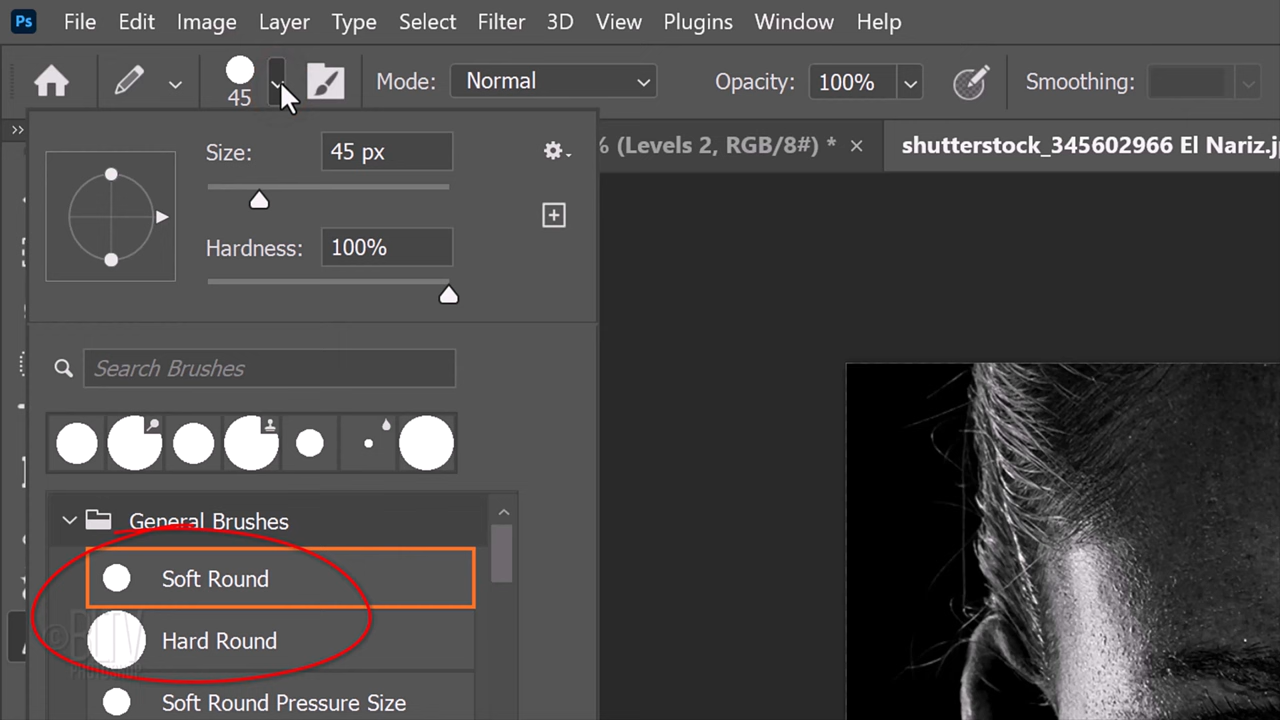 Ps File Edit Image Layer Type Select Filter 3D View Plugins Window Help
45 Mode: Normal Opacity: 100% Smoothing:
% (Levels 2, RGB/8#) * × shutterstock_345602966 El Nariz.j
Size: 45 px
Hardness: 100%
Search Brushes
General Brushes
Soft Round
Hard Round
©BLTV
PHOTOSHOP
Soft Round Pressure Size